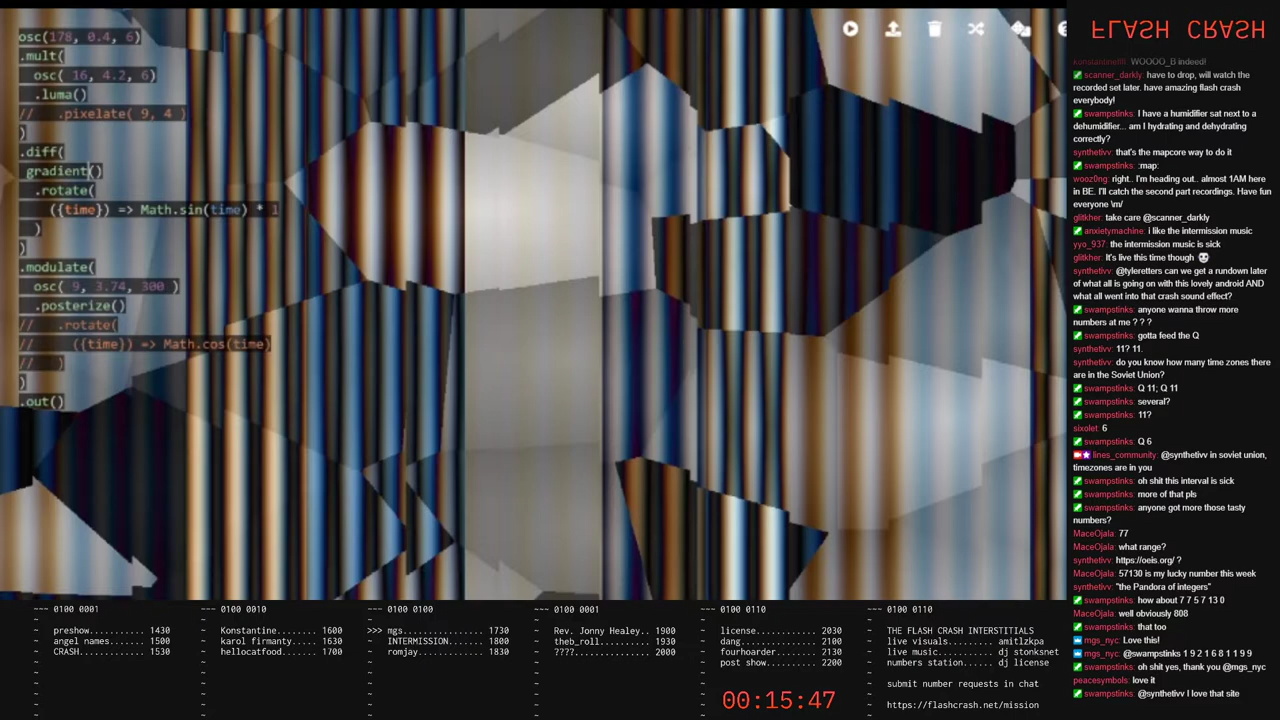 osc(178, 0.4, 6)
.mult(
osc( 16, 4.2, 6)
.luma()
// .pixelate( 9, 4 )
)
.diff(
gradient()
.rotate(
({time}) => Math.sin(time) * 1
)
)
.modulate(
osc( 9, 3.74, 300 )
.posterize()
// .rotate(
// ({time}) => Math.cos(time)
// )
)
.out()
FLASH CRASH
konstantinefff: WOOOO_B indeed!
scanner_darkly: have to drop, will watch the
recorded set later. have amazing flash crash
everybody!
swampstinks: I have a humidifier sat next to a
dehumidifier... am I hydrating and dehydrating
correctly?
synthetivv: that's the mapcore way to do it
swampstinks: :map:
wooz0ng: right.. I'm heading out.. almost 1AM here
in BE. I'll catch the second part recordings. Have fun
everyone \m/
glitkher: take care @scanner_darkly
anxietymachine: i like the intermission music
yyo_937: the intermission music is sick
glitkher: It's live this time though
synthetivv: @tyleretters can we get a rundown later
of what all is going on with this lovely android AND
what all went into that crash sound effect?
swampstinks: anyone wanna throw more
numbers at me ? ? ?
swampstinks: gotta feed the Q
synthetivv: 11? 11.
synthetivv: do you know how many time zones there
are in the Soviet Union?
swampstinks: Q 11; Q 11
swampstinks: several?
swampstinks: 11?
sixolet: 6
swampstinks: Q 6
lines_community: @synthetivv in soviet union,
timezones are in you
swampstinks: oh shit this interval is sick
swampstinks: more of that pls
swampstinks: anyone got more those tasty
numbers?
MaceOjala: 77
MaceOjala: what range?
synthetivv: https://oeis.org/ ?
MaceOjala: 57130 is my lucky number this week
synthetivv: "the Pandora of integers"
swampstinks: how about 7 7 5 7 13 0
MaceOjala: well obviously 808
swampstinks: that too
mgs_nyc: Love this!
mgs_nyc: @swampstinks 1 9 2 1 6 8 1 1 9 9
swampstinks: oh shit yes, thank you @mgs_nyc
peacesymbols: love it
swampstinks: @synthetivv I love that site
~~~ 0100 0001
preshow......... 1430
angel names..... 1500
CRASH........... 1530
~~~ 0100 0010
Konstantine..... 1600
karol firmanty.. 1630
hellocatfood.... 1700
~~~ 0100 0100
>>> mgs............. 1730
INTERMISSION.... 1800
romjay.......... 1830
~~~ 0100 0001
Rev. Jonny Healey.. 1900
theb_roll.......... 1930
????............... 2000
~~~ 0100 0110
license......... 2030
dang............ 2100
fourhoarder..... 2130
post show....... 2200
00:15:47
~~~ 0100 0110
THE FLASH CRASH INTERSTITIALS
live visuals....... amitlzkpa
live music....... dj stonksnet
numbers station..... dj license
submit number requests in chat
https://flashcrash.net/mission